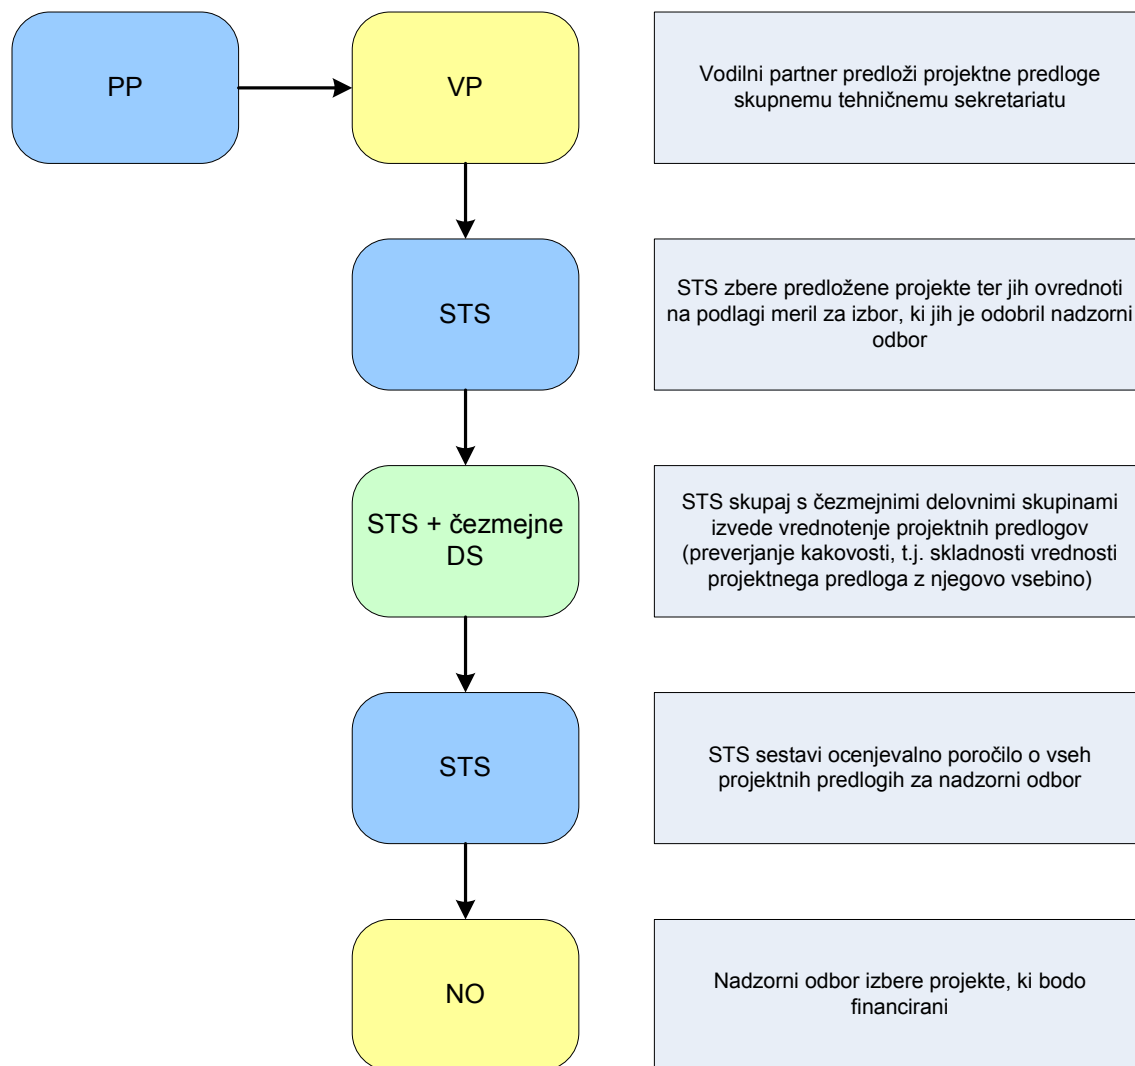 PP
VP
Vodilni partner predloži projektne predloge
skupnemu tehničnemu sekretariatu
STS
STS zbere predložene projekte ter jih ovrednoti
na podlagi meril za izbor, ki jih je odobril nadzorni
odbor
STS + čezmejne
DS
STS skupaj s čezmejnimi delovnimi skupinami
izvede vrednotenje projektnih predlogov
(preverjanje kakovosti, t.j. skladnosti vrednosti
projektnega predloga z njegovo vsebino)
STS
STS sestavi ocenjevalno poročilo o vseh
projektnih predlogih za nadzorni odbor
NO
Nadzorni odbor izbere projekte, ki bodo
financirani